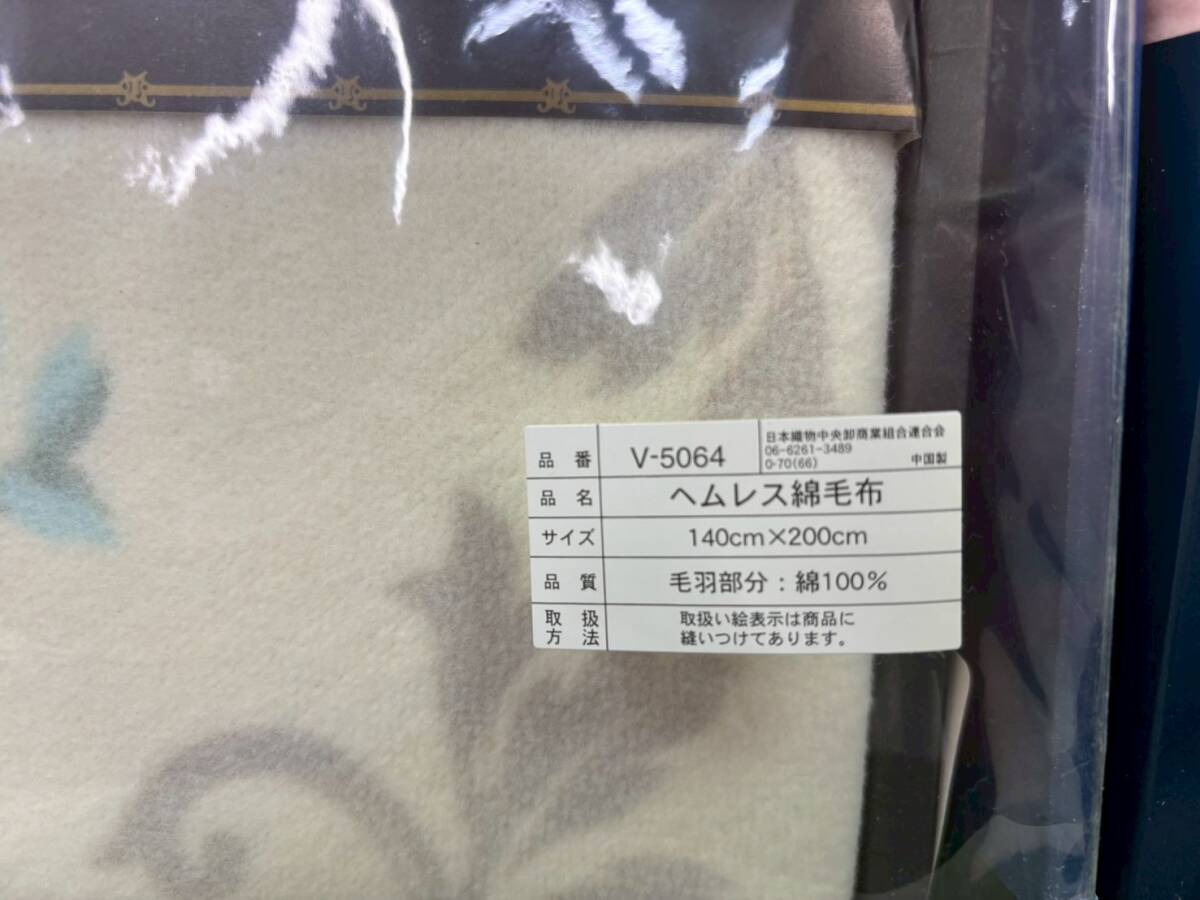 品番 V-5064
日本織物中央卸商業組合連合会
06-6261-3489
0-70(66) 中国製
品名 ヘムレス綿毛布
サイズ 140cm×200cm
品質 毛羽部分：綿100%
取扱方法 取扱い絵表示は商品に
縫いつけてあります。